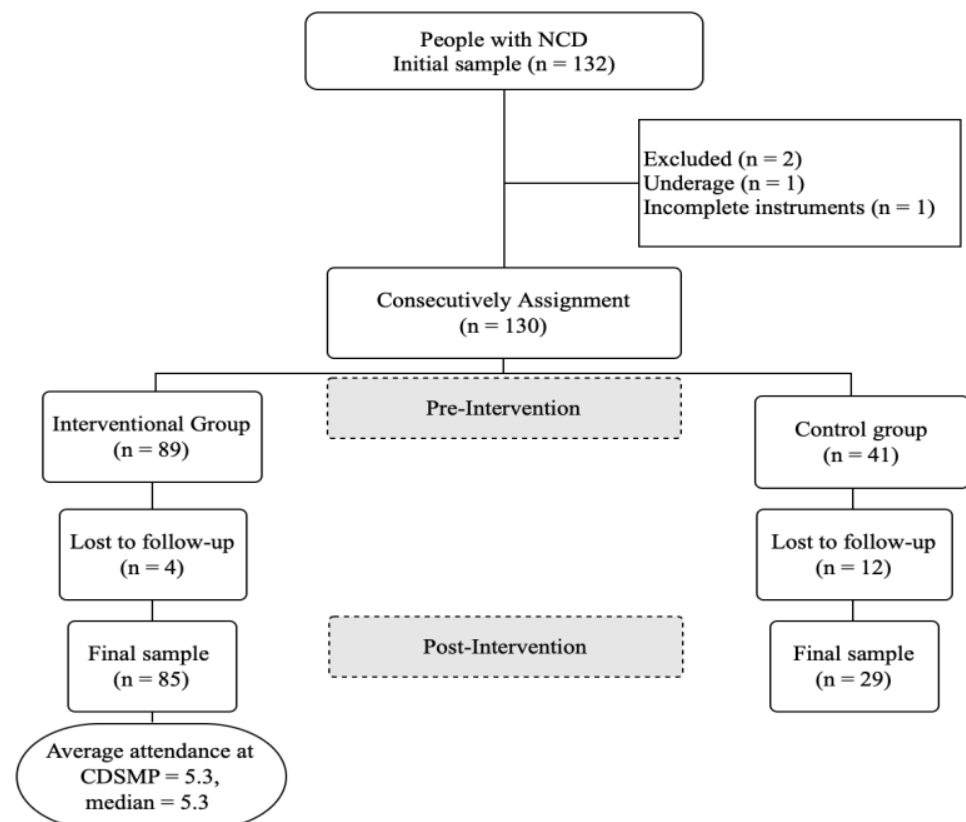 People with NCD
Initial sample (n = 132)
Excluded (n = 2)
Underage (n = 1)
Incomplete instruments (n = 1)
Consecutively Assignment
(n = 130)
Pre-Intervention
Interventional Group
(n = 89)
Control group
(n = 41)
Lost to follow-up
(n = 4)
Lost to follow-up
(n = 12)
Post-Intervention
Final sample
(n = 85)
Final sample
(n = 29)
Average attendance at
CDSMP = 5.3,
median = 5.3